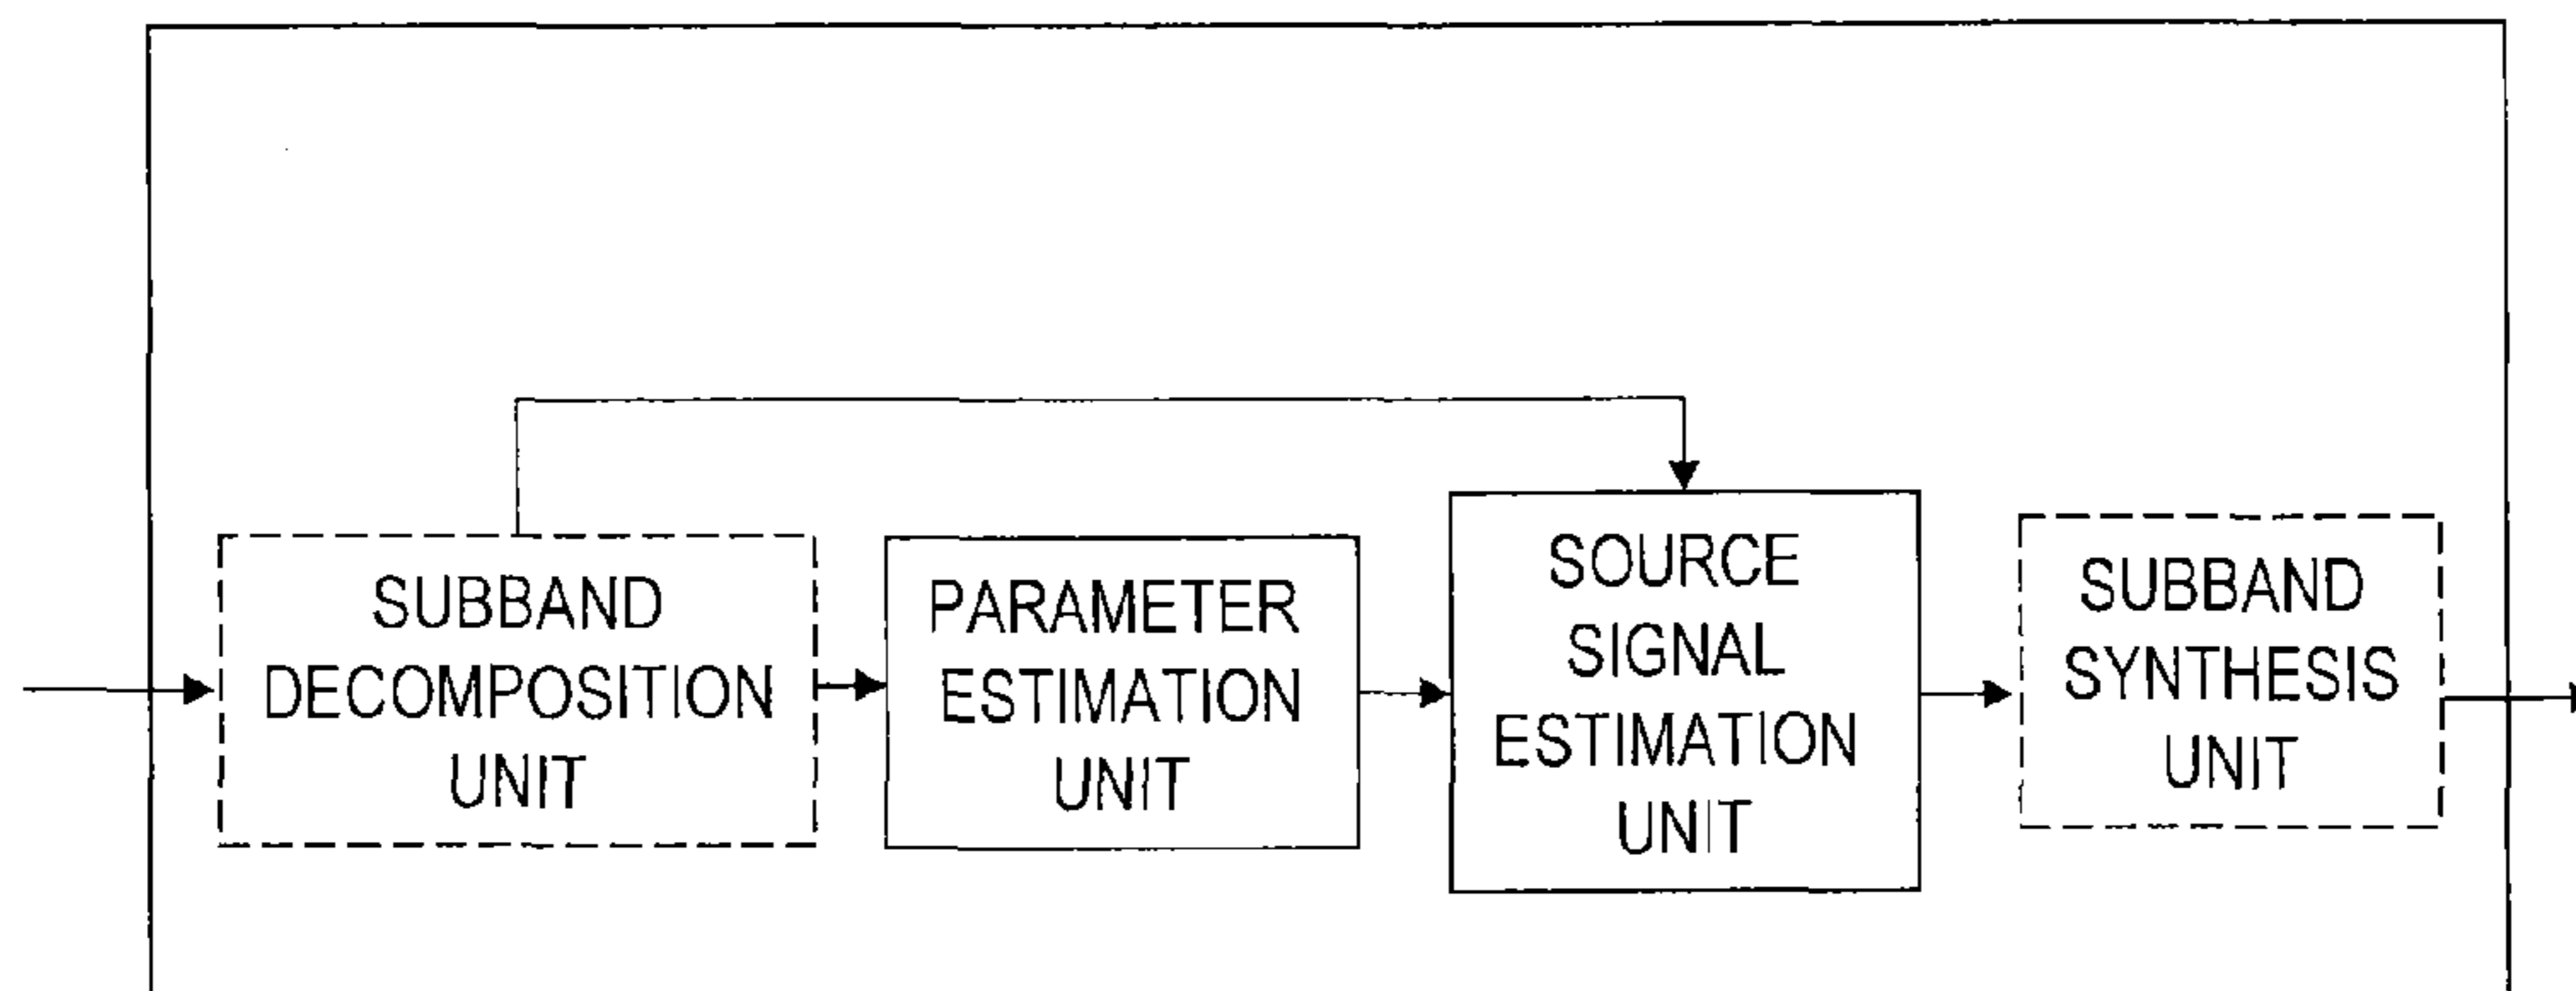 SUBBAND
DECOMPOSITION
UNIT
PARAMETER
ESTIMATION
UNIT
SOURCE
SIGNAL
ESTIMATION
UNIT
SUBBAND
SYNTHESIS
UNIT